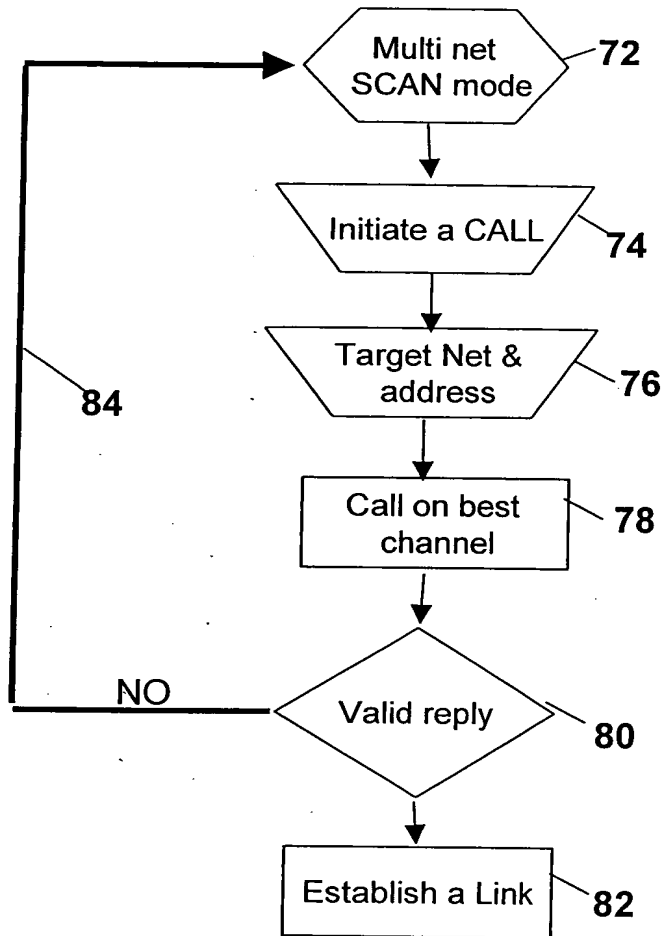 Multi net
SCAN mode
72
Initiate a CALL
74
Target Net &
address
76
84
Call on best
channel
78
NO
Valid reply
80
Establish a Link
82